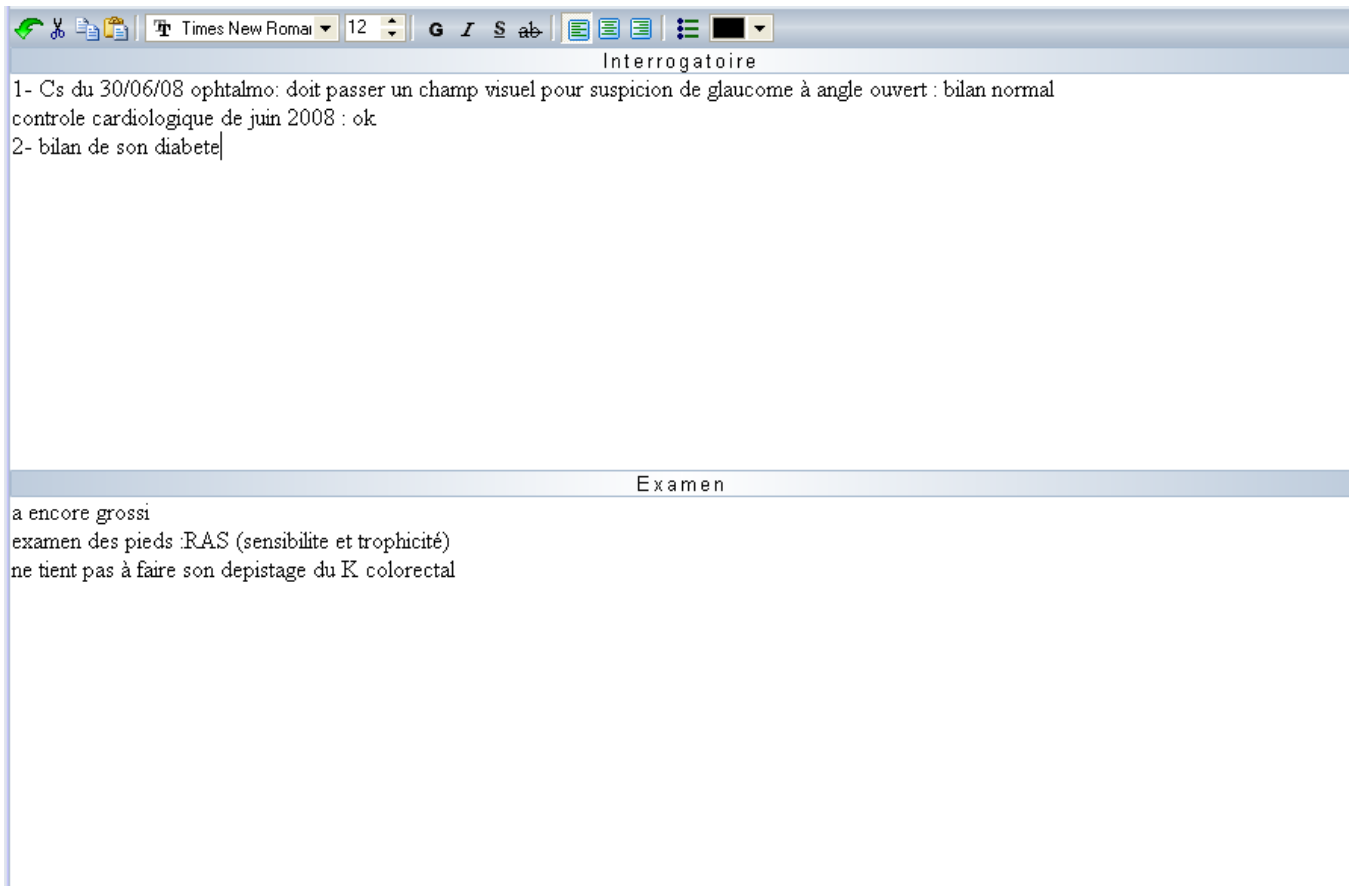 Times New Romai 12 G I S ab
Interrogatoire
1- Cs du 30/06/08 ophtalmo: doit passer un champ visuel pour suspicion de glaucome à angle ouvert : bilan normal
controle cardiologique de juin 2008 : ok
2- bilan de son diabete
Examen
a encore grossi
examen des pieds :RAS (sensibilite et trophicité)
ne tient pas à faire son depistage du K colorectal